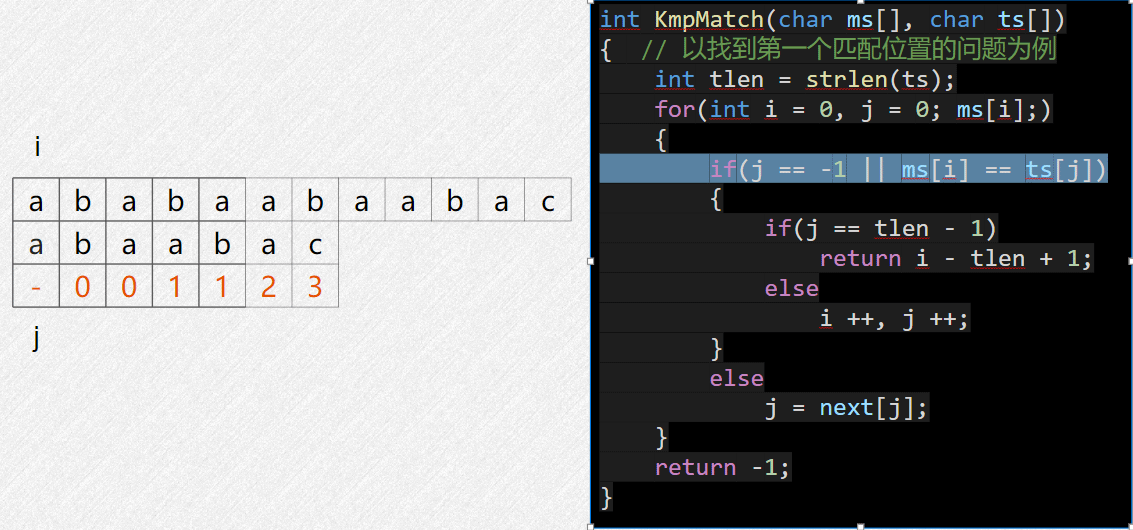 i
a b a b a a b a a b a c
a b a a b a c
- 0 0 1 1 2 3
j
int KmpMatch(char ms[], char ts[])
{ // 以找到第一个匹配位置的问题为例
int tlen = strlen(ts);
for(int i = 0, j = 0; ms[i];)
{
if(j == -1 || ms[i] == ts[j])
{
if(j == tlen - 1)
return i - tlen + 1;
else
i ++, j ++;
}
else
j = next[j];
}
return -1;
}